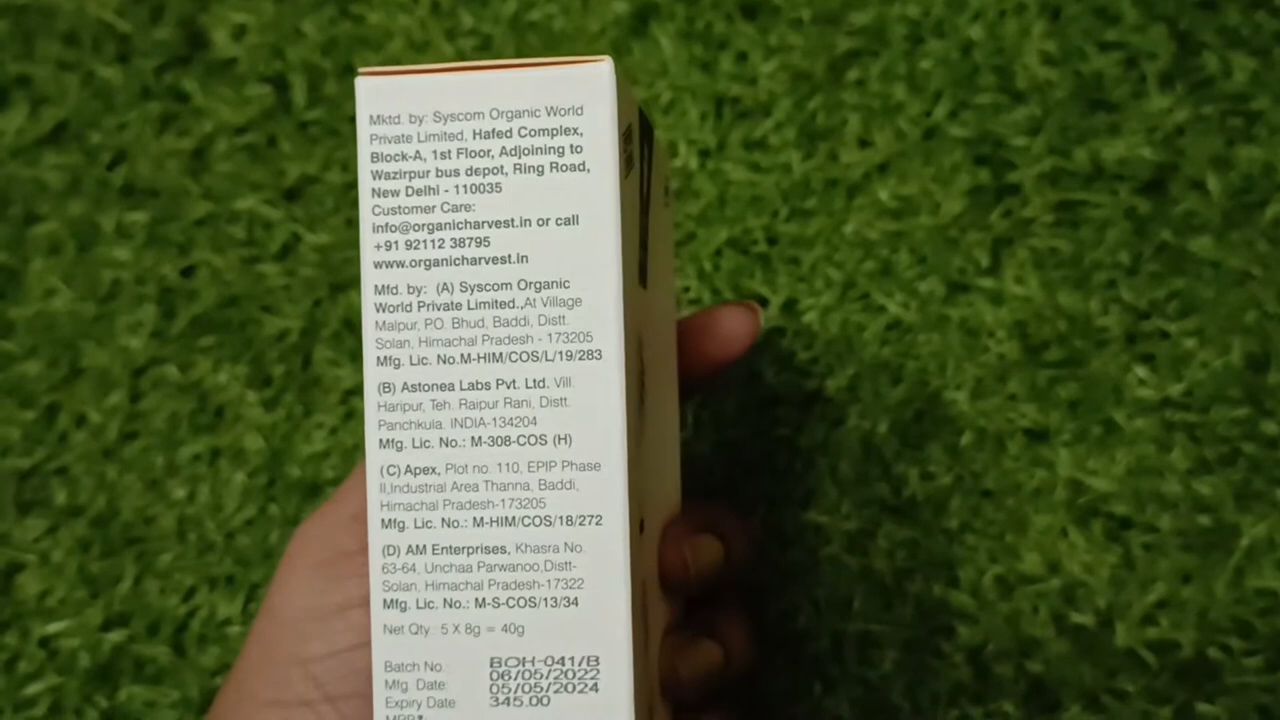 Mktd. by: Syscom Organic World
Private Limited, Hafed Complex,
Block-A, 1st Floor, Adjoining to
Wazirpur bus depot, Ring Road,
New Delhi - 110035
Customer Care:
info@organicharvest.in or call
+91 92112 38795
www.organicharvest.in
Mfd. by: (A) Syscom Organic
World Private Limited.,At Village
Malpur, P.O. Bhud, Baddi, Distt.
Solan, Himachal Pradesh - 173205
Mfg. Lic. No.M-HIM/COS/L/19/283
(B) Astonea Labs Pvt. Ltd. Vill.
Haripur, Teh. Raipur Rani, Distt.
Panchkula. INDIA-134204
Mfg. Lic. No.: M-308-COS (H)
(C) Apex, Plot no. 110, EPIP Phase
II,Industrial Area Thanna, Baddi,
Himachal Pradesh-173205
Mfg. Lic. No.: M-HIM/COS/18/272
(D) AM Enterprises, Khasra No.
63-64, Unchaa Parwanoo,Distt-
Solan, Himachal Pradesh-17322
Mfg. Lic. No.: M-S-COS/13/34
Net Qty.: 5 X 8g = 40g
Batch No. BOH-041/B
Mfg. Date: 06/05/2022
Expiry Date 05/05/2024
345.00